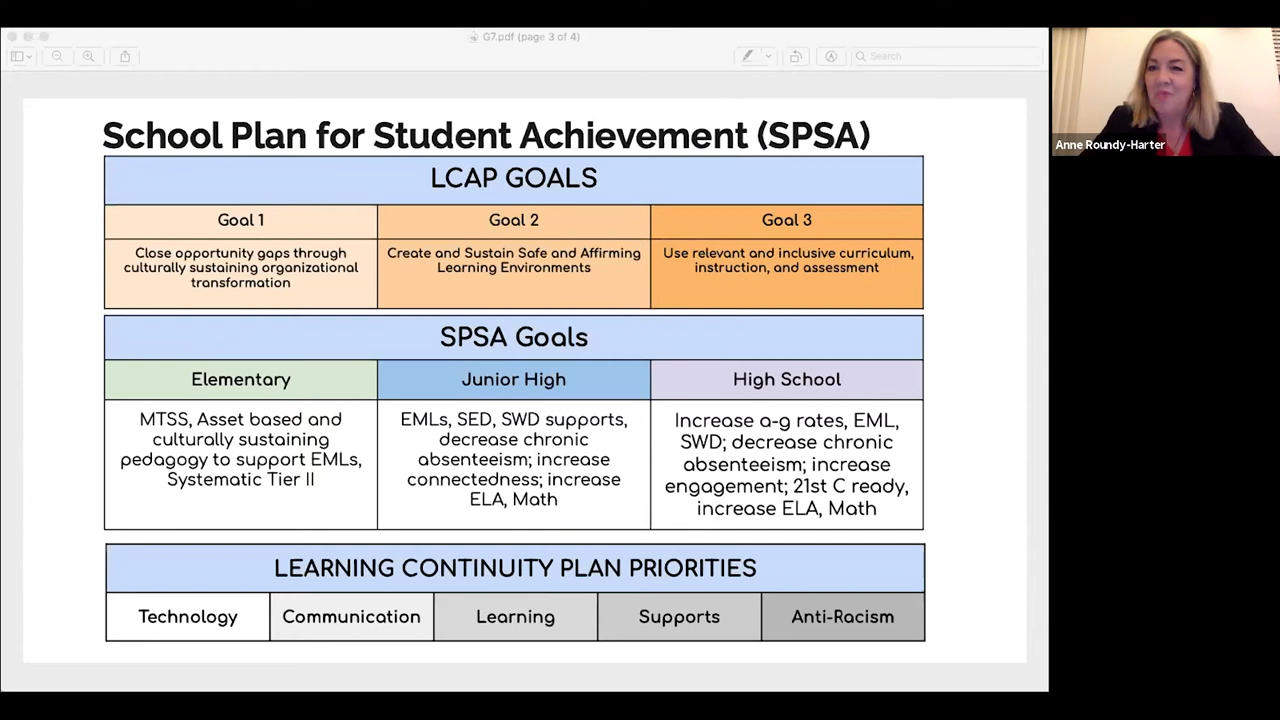 G7.pdf (page 3 of 4)
Search
School Plan for Student Achievement (SPSA)
LCAP GOALS
Goal 1
Goal 2
Goal 3
Close opportunity gaps through
culturally sustaining organizational
transformation
Create and Sustain Safe and Affirming
Learning Environments
Use relevant and inclusive curriculum,
instruction, and assessment
SPSA Goals
Elementary
Junior High
High School
MTSS, Asset based and
culturally sustaining
pedagogy to support EMLs,
Systematic Tier II
EMLs, SED, SWD supports,
decrease chronic
absenteeism; increase
connectedness; increase
ELA, Math
Increase a-g rates, EML,
SWD; decrease chronic
absenteeism; increase
engagement; 21st C ready,
increase ELA, Math
LEARNING CONTINUITY PLAN PRIORITIES
Technology
Communication
Learning
Supports
Anti-Racism
Anne Roundy-Harter